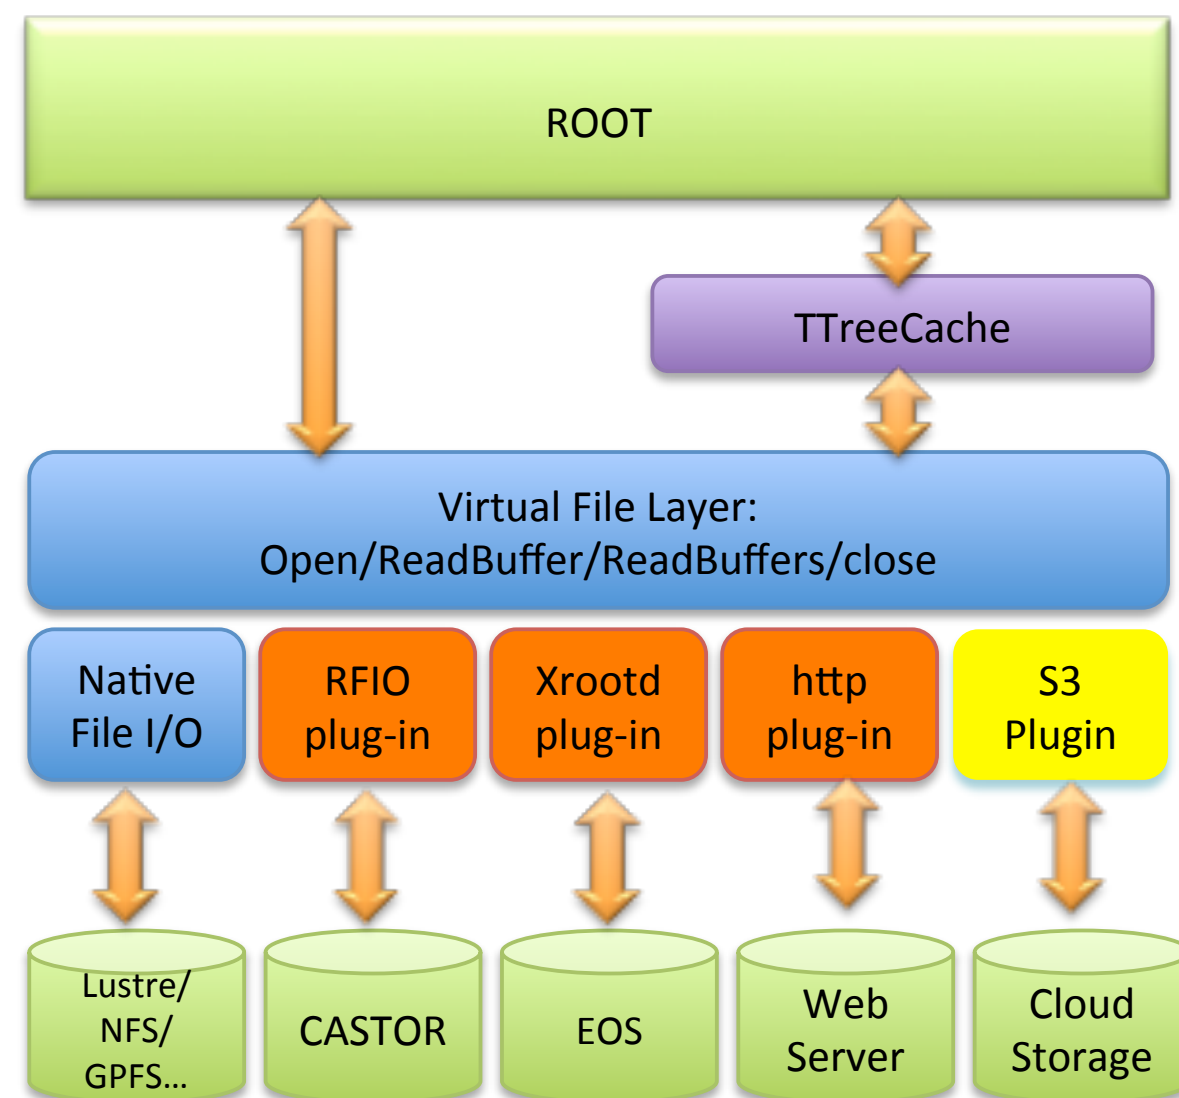 ROOT
TTreeCache
Virtual File Layer:
Open/ReadBuffer/ReadBuffers/close
Native
File I/O
RFIO
plug-in
Xrootd
plug-in
http
plug-in
S3
Plugin
Lustre/
NFS/
GPFS...
CASTOR
EOS
Web
Server
Cloud
Storage